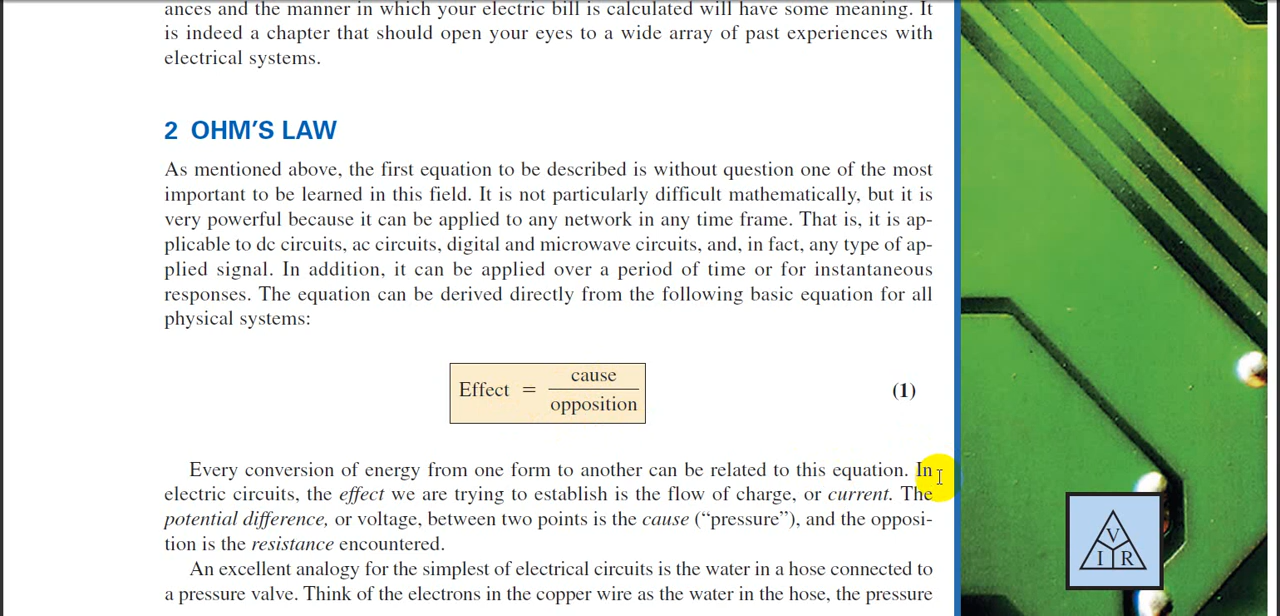 ances and the manner in which your electric bill is calculated will have some meaning. It
is indeed a chapter that should open your eyes to a wide array of past experiences with
electrical systems.
2 OHM'S LAW
As mentioned above, the first equation to be described is without question one of the most
important to be learned in this field. It is not particularly difficult mathematically, but it is
very powerful because it can be applied to any network in any time frame. That is, it is ap-
plicable to dc circuits, ac circuits, digital and microwave circuits, and, in fact, any type of ap-
plied signal. In addition, it can be applied over a period of time or for instantaneous
responses. The equation can be derived directly from the following basic equation for all
physical systems:
cause
Effect =
opposition
(1)
Every conversion of energy from one form to another can be related to this equation. In
electric circuits, the effect we are trying to establish is the flow of charge, or current. The
potential difference, or voltage, between two points is the cause (“pressure”), and the opposi-
tion is the resistance encountered.
An excellent analogy for the simplest of electrical circuits is the water in a hose connected to
a pressure valve. Think of the electrons in the copper wire as the water in the hose, the pressure
V
I R